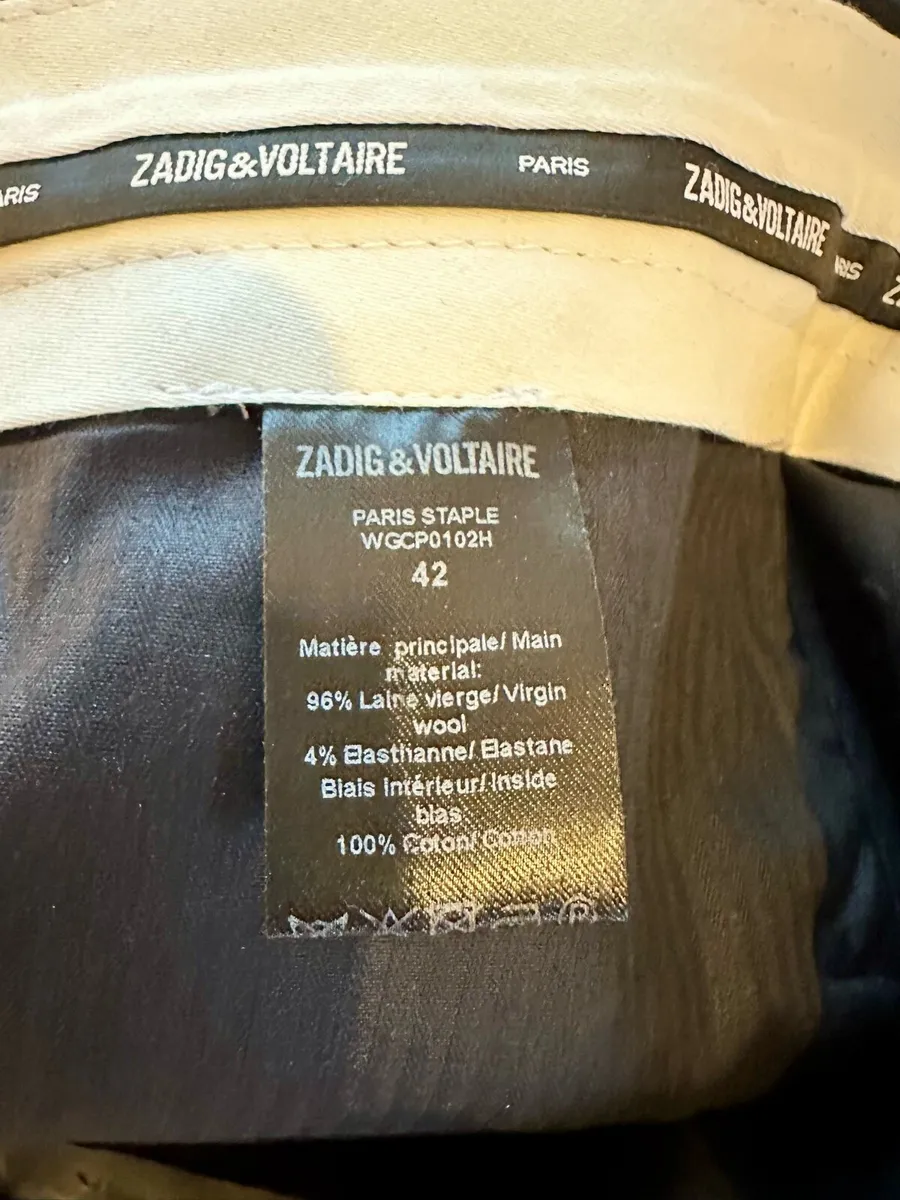 ARIS ZADIG&VOLTAIRE PARIS ZADIG&VOLTAIRE RIS
ZADIG&VOLTAIRE
PARIS STAPLE
WGCP0102H
42
Matière principale/ Main
material:
96% Laine vierge/ Virgin
wool
4% Elasthanne/ Elastane
Biais intérieur/ Inside
bias
100% Coton/ Cotton